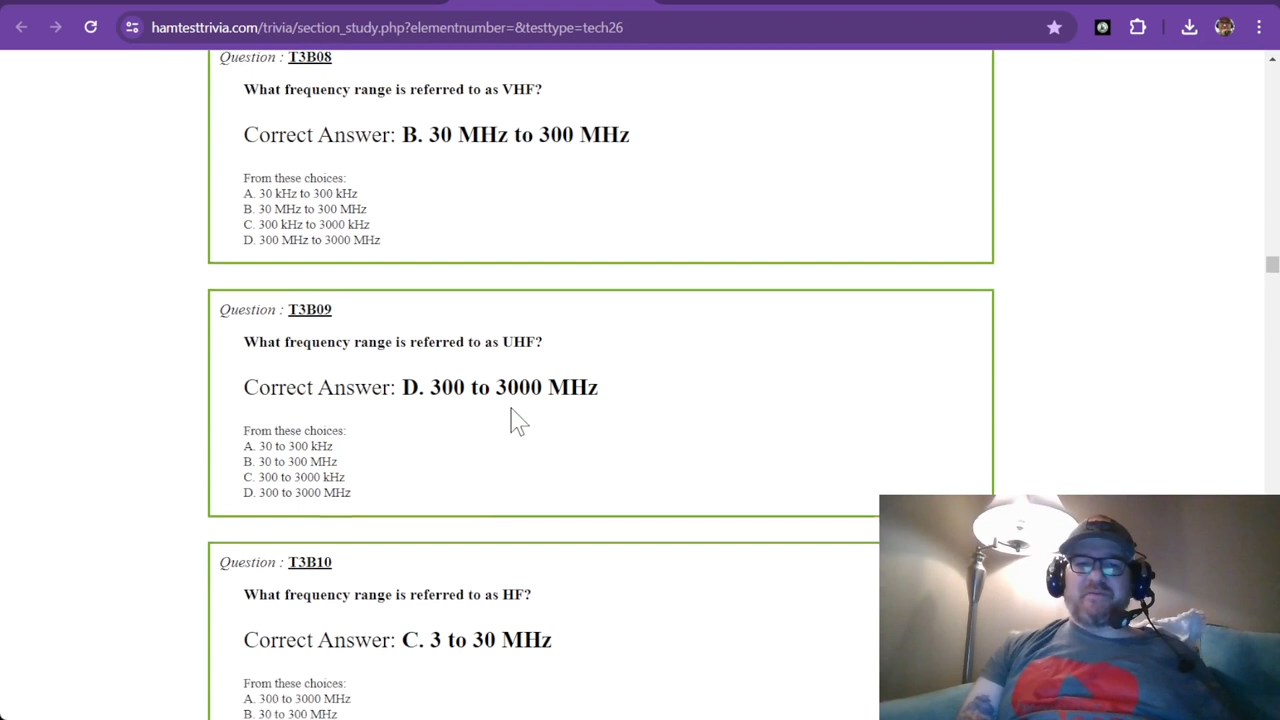 hamtesttrivia.com/trivia/section_study.php?elementnumber=&testtype=tech26
Question : T3B08
What frequency range is referred to as VHF?
Correct Answer: B. 30 MHz to 300 MHz
From these choices:
A. 30 kHz to 300 kHz
B. 30 MHz to 300 MHz
C. 300 kHz to 3000 kHz
D. 300 MHz to 3000 MHz
Question : T3B09
What frequency range is referred to as UHF?
Correct Answer: D. 300 to 3000 MHz
From these choices:
A. 30 to 300 kHz
B. 30 to 300 MHz
C. 300 to 3000 kHz
D. 300 to 3000 MHz
Question : T3B10
What frequency range is referred to as HF?
Correct Answer: C. 3 to 30 MHz
From these choices:
A. 300 to 3000 MHz
B. 30 to 300 MHz